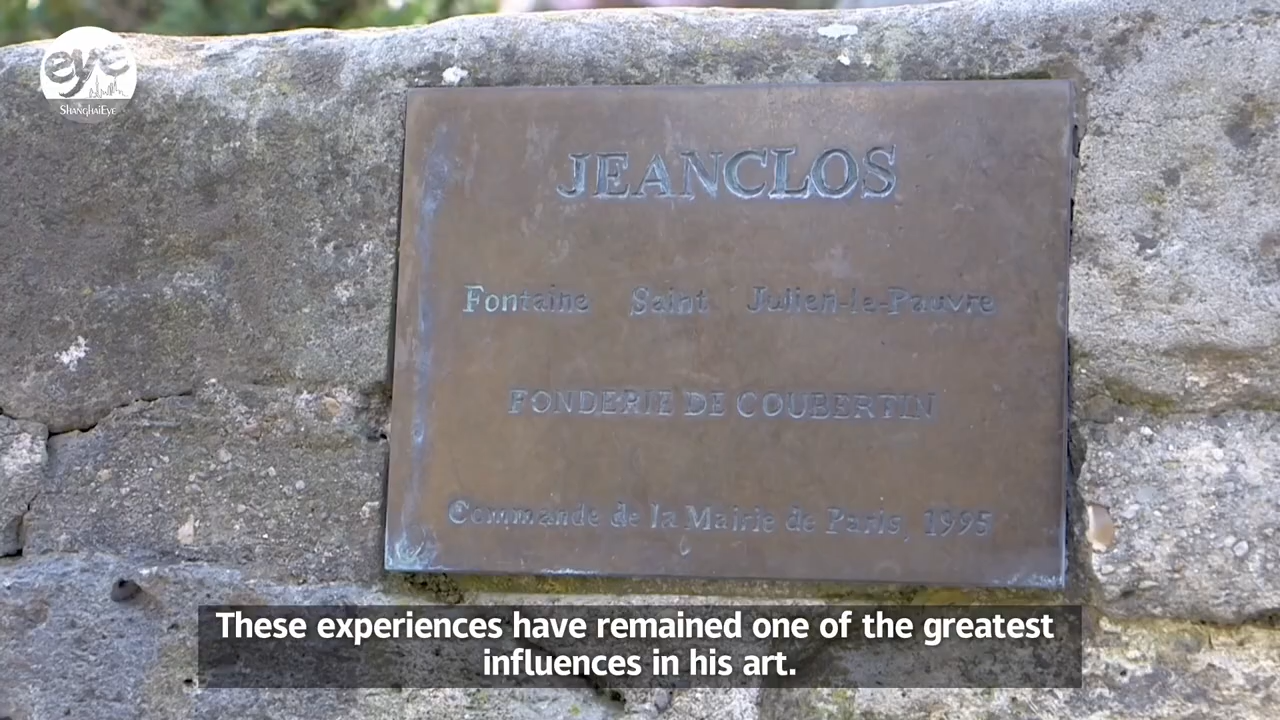 eye
SHANGHAIEYE
JEANCLOS
Fontaine Saint Julien-le-Pauvre
FONDERIE DE COUBERTIN
Commande de la Mairie de Paris, 1995
These experiences have remained one of the greatest
influences in his art.